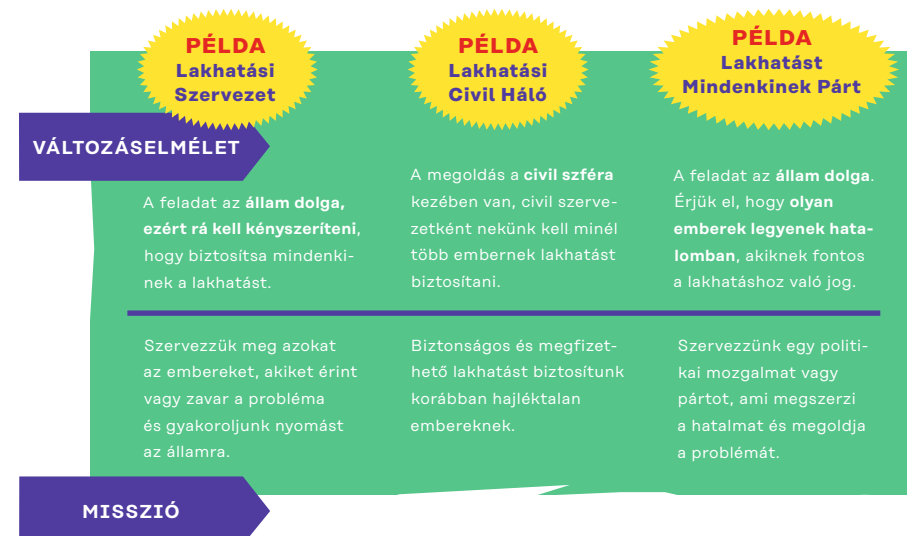 PÉLDA
Lakhatási
Szervezet
PÉLDA
Lakhatási
Civil Háló
PÉLDA
Lakhatást
Mindenkinek Párt
VÁLTOZÁSELMÉLET
A feladat az állam dolga,
ezért rá kell kényszeríteni,
hogy biztosítsa mindenki-
nek a lakhatást.
A megoldás a civil szféra
kezében van, civil szerve-
zetként nekünk kell minél
több embernek lakhatást
biztosítani.
A feladat az állam dolga.
Érjük el, hogy olyan
emberek legyenek hata-
lomban, akiknek fontos
a lakhatáshoz való jog.
Szervezzük meg azokat
az embereket, akiket érint
vagy zavar a probléma
és gyakoroljunk nyomást
az államra.
Biztonságos és megfizet-
hető lakhatást biztosítunk
korábban hajléktalan
embereknek.
Szervezzünk egy politi-
kai mozgalmat vagy
pártot, ami megszerzi
a hatalmat és megoldja
a problémát.
MISSZIÓ